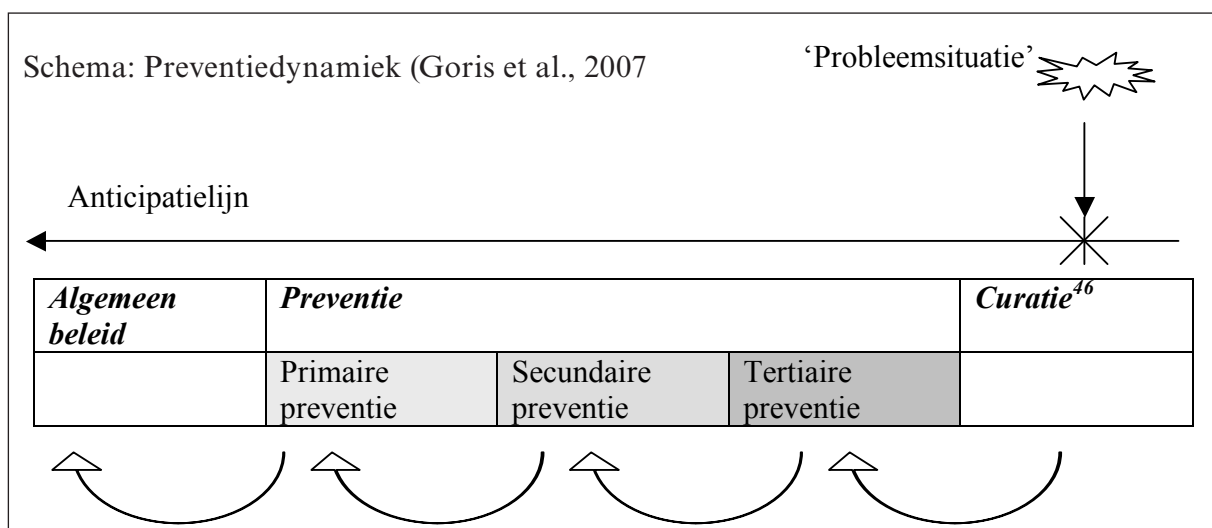 Schema: Preventiedynamiek (Goris et al., 2007
‘Probleemsituatie’
Anticipatielijn
Algemeen beleid
Preventie
Curatie46
Primaire preventie
Secundaire preventie
Tertiaire preventie